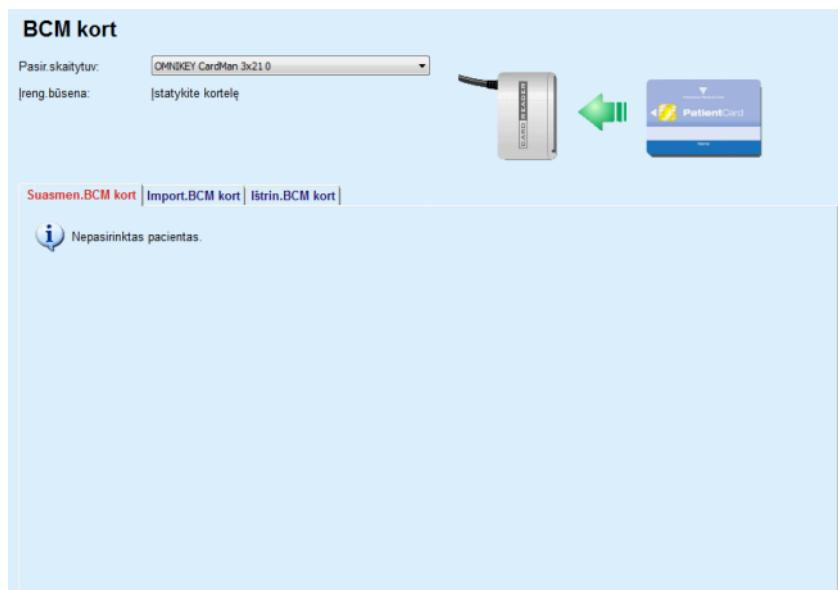 BCM kort
Pasir.skaitytuv: OMNIKEY CardMan 3x21 0
Įreng.būsena: Įstatykite kortelę
CARD READER
PatientCard
Name
Suasmen.BCM kort Import.BCM kort Ištrin.BCM kort
Nepasirinktas pacientas.